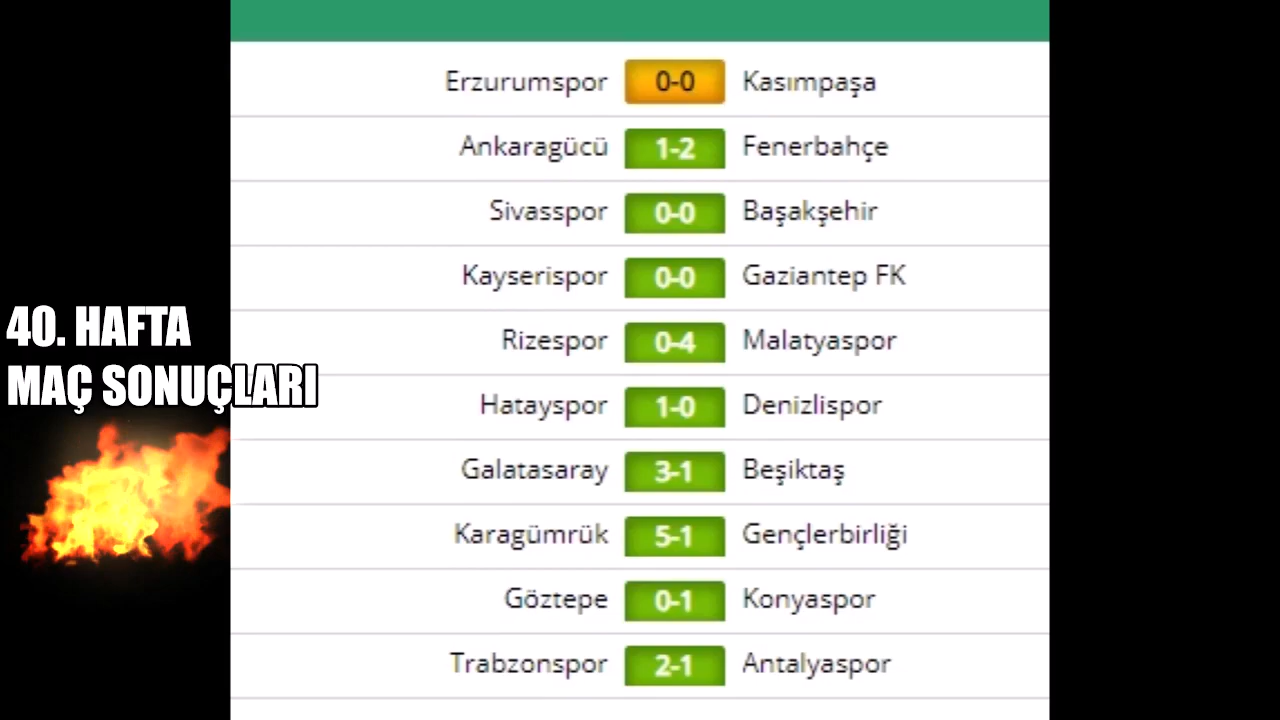 Erzurumspor 0-0 Kasımpaşa
Ankaragücü 1-2 Fenerbahçe
Sivasspor 0-0 Başakşehir
Kayserispor 0-0 Gaziantep FK
Rizespor 0-4 Malatyaspor
Hatayspor 1-0 Denizlispor
Galatasaray 3-1 Beşiktaş
Karagümrük 5-1 Gençlerbirliği
Göztepe 0-1 Konyaspor
Trabzonspor 2-1 Antalyaspor
40. HAFTA
MAÇ SONUÇLARI